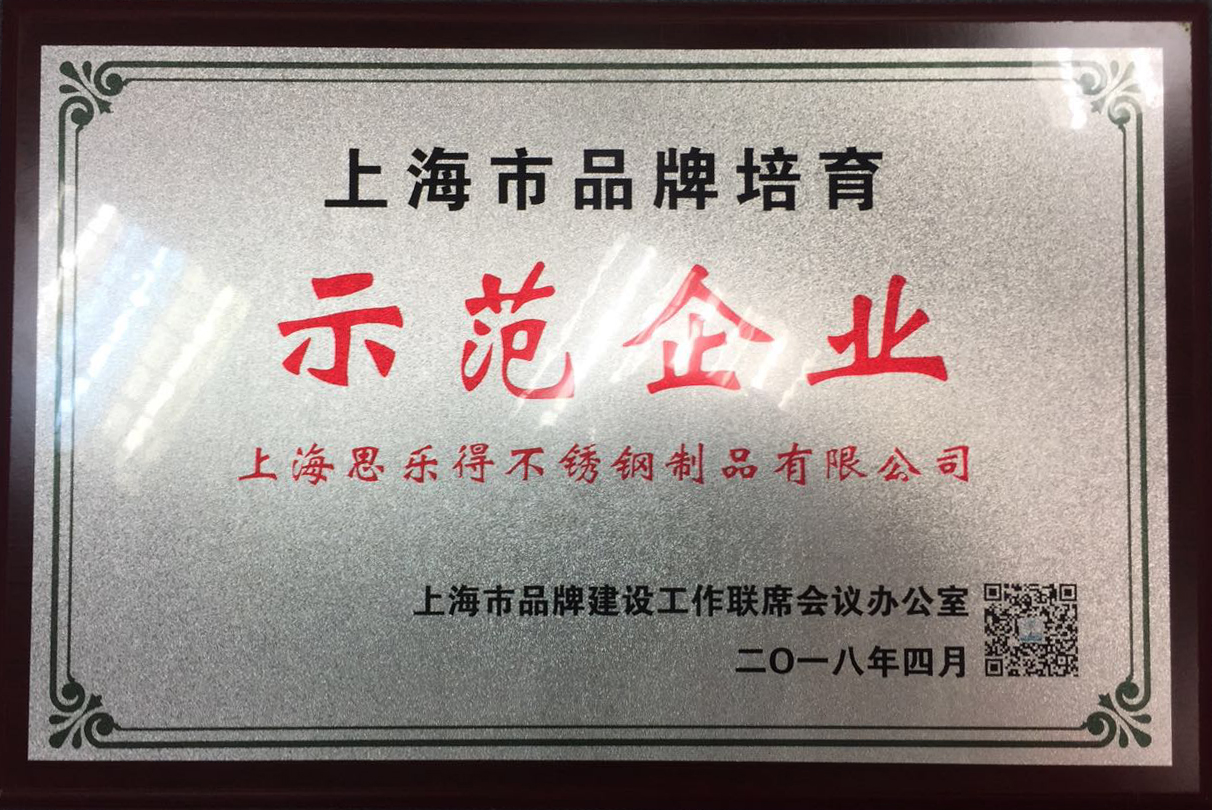 上海市品牌培育
示范企业
上海思乐得不锈钢制品有限公司
上海市品牌建设工作联席会议办公室
二〇一八年四月